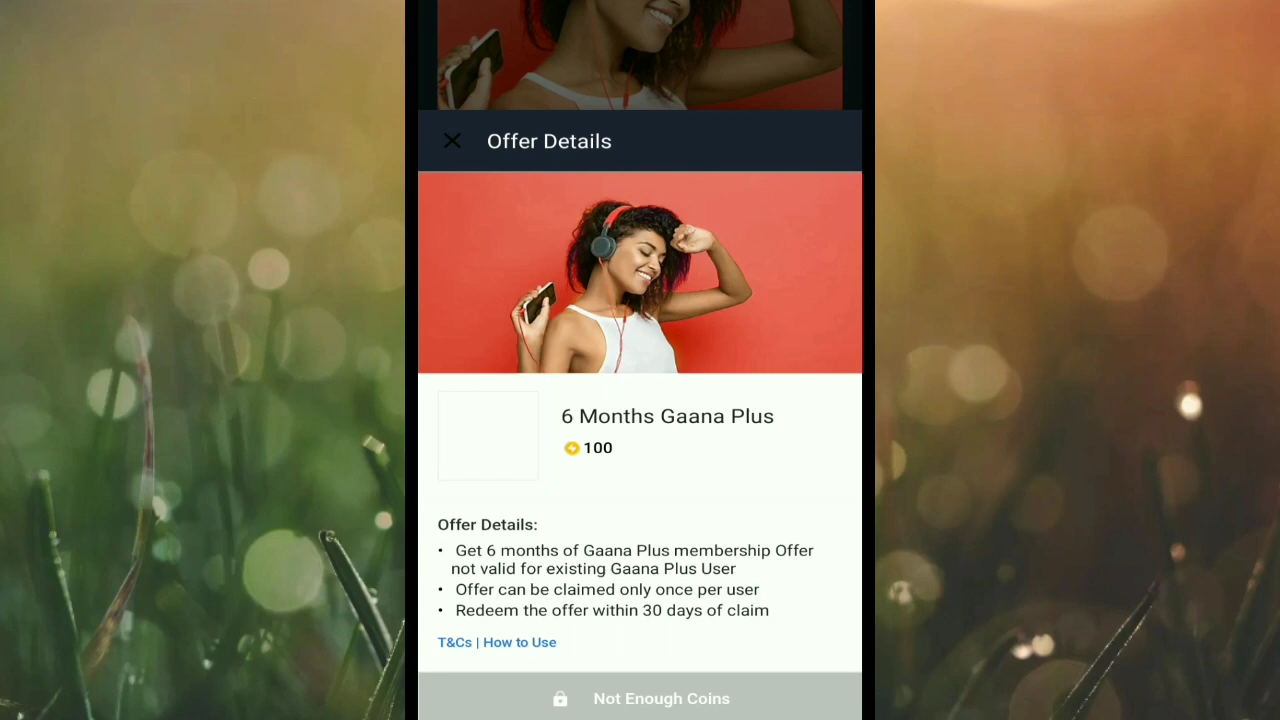 Offer Details
6 Months Gaana Plus
100
Offer Details:
• Get 6 months of Gaana Plus membership Offer
not valid for existing Gaana Plus User
• Offer can be claimed only once per user
• Redeem the offer within 30 days of claim
T&Cs | How to Use
Not Enough Coins